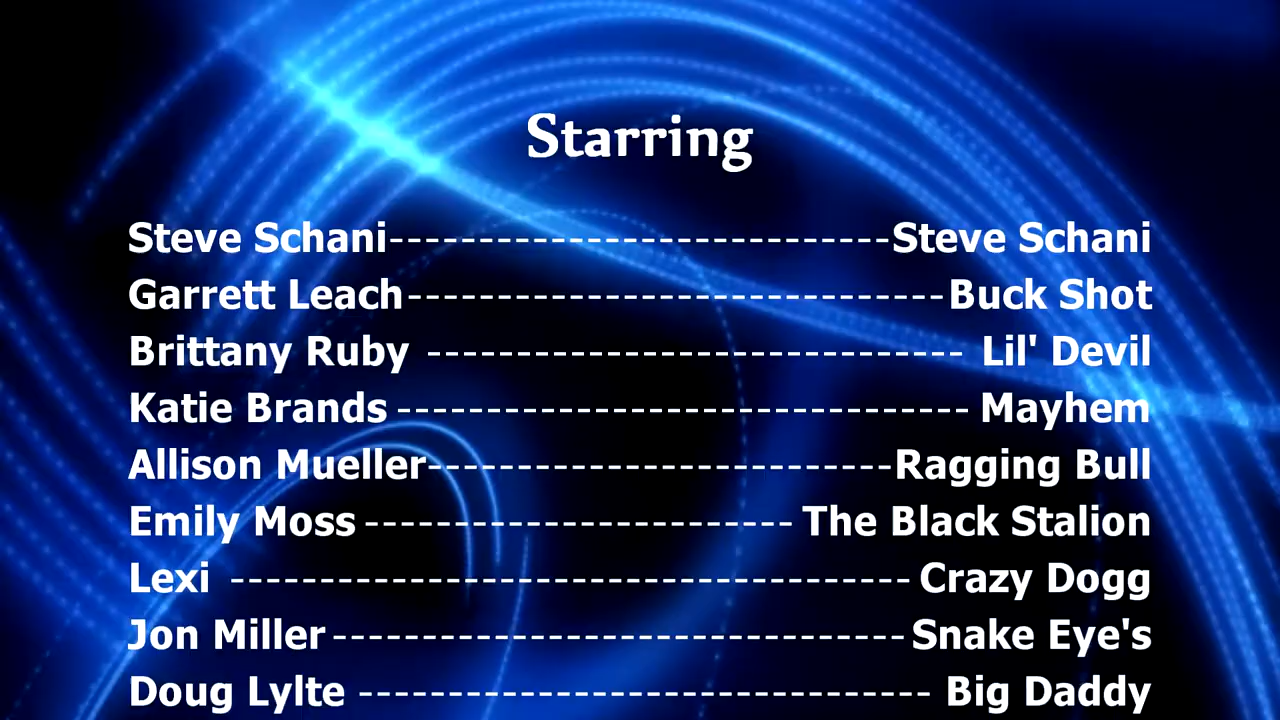 Starring
Steve Schani----------------------------Steve Schani
Garrett Leach------------------------------Buck Shot
Brittany Ruby ------------------------------ Lil' Devil
Katie Brands -------------------------------- Mayhem
Allison Mueller--------------------------Ragging Bull
Emily Moss ------------------------ The Black Stalion
Lexi -------------------------------------- Crazy Dogg
Jon Miller -------------------------------- Snake Eye's
Doug Lylte -------------------------------- Big Daddy